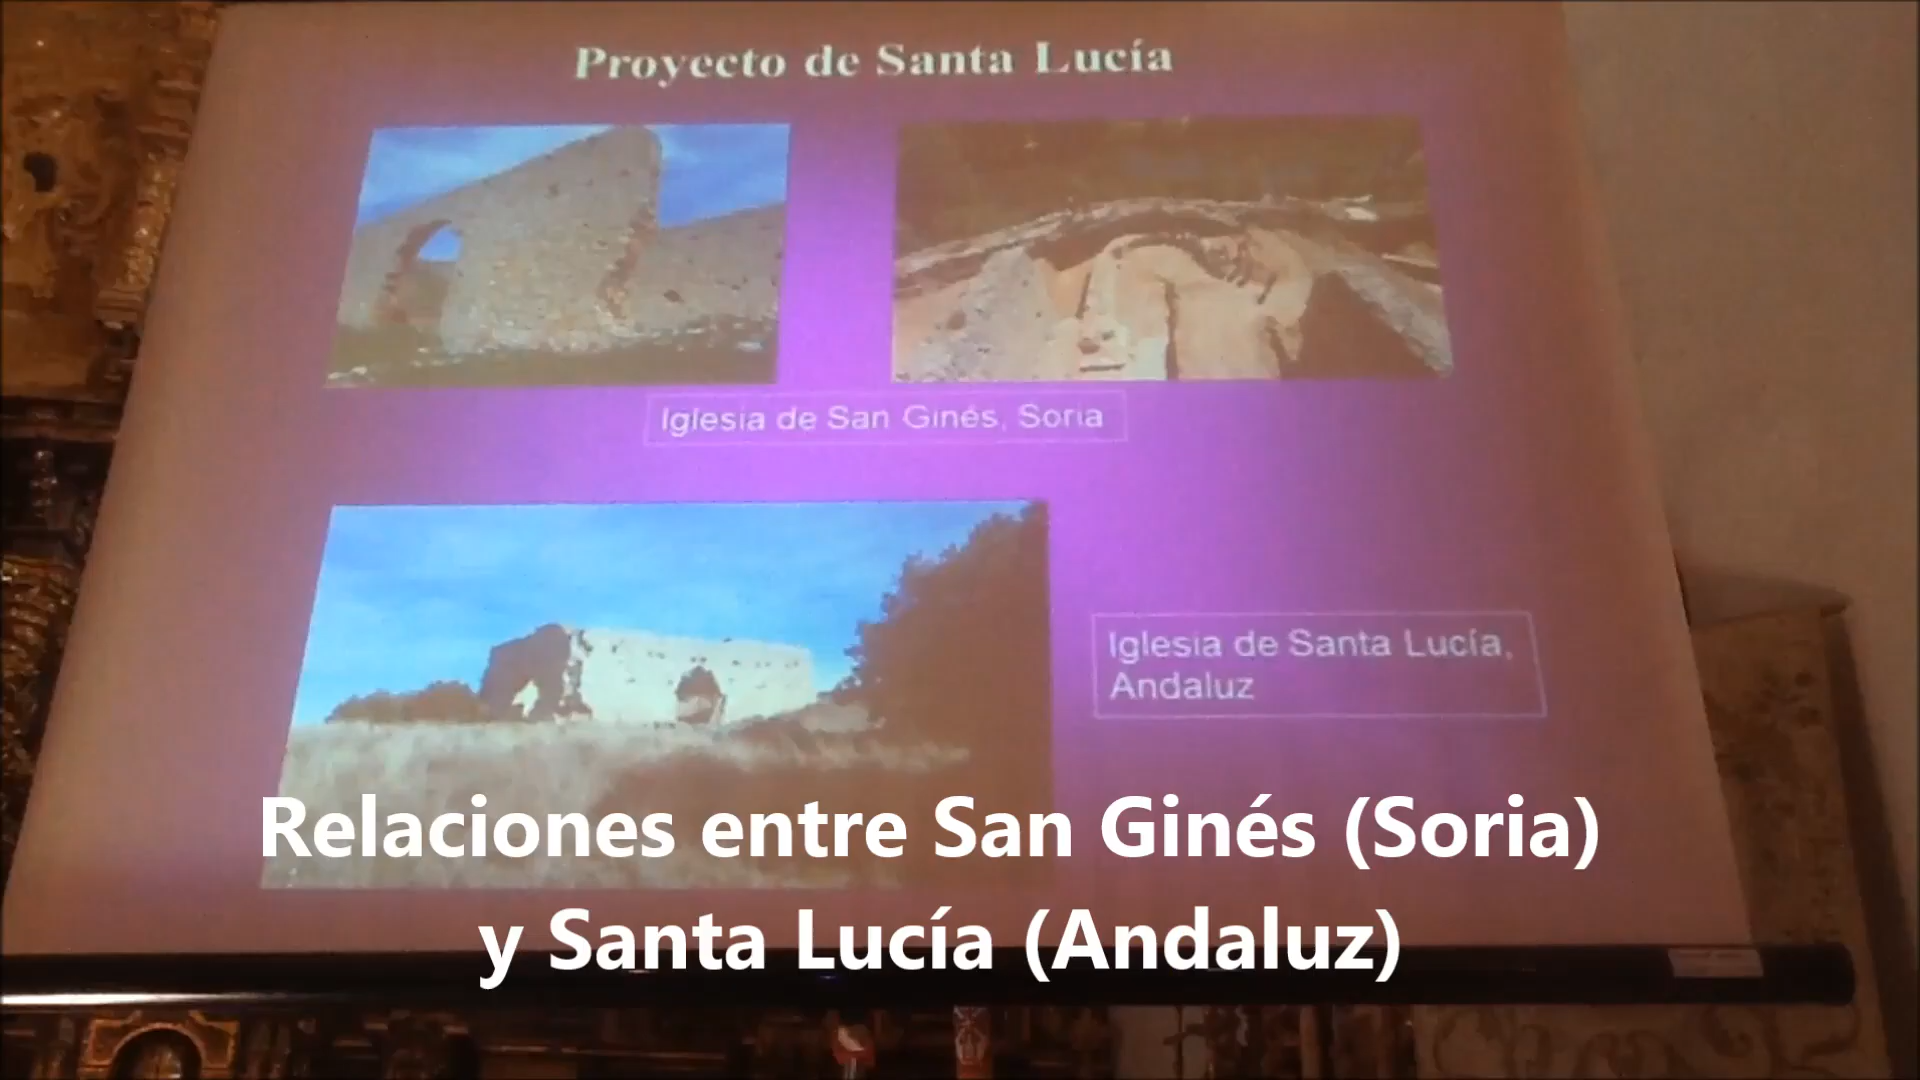 Proyecto de Santa Lucía
Iglesia de San Ginés, Soria
Iglesia de Santa Lucía,
Andaluz
Relaciones entre San Ginés (Soria)
y Santa Lucía (Andaluz)